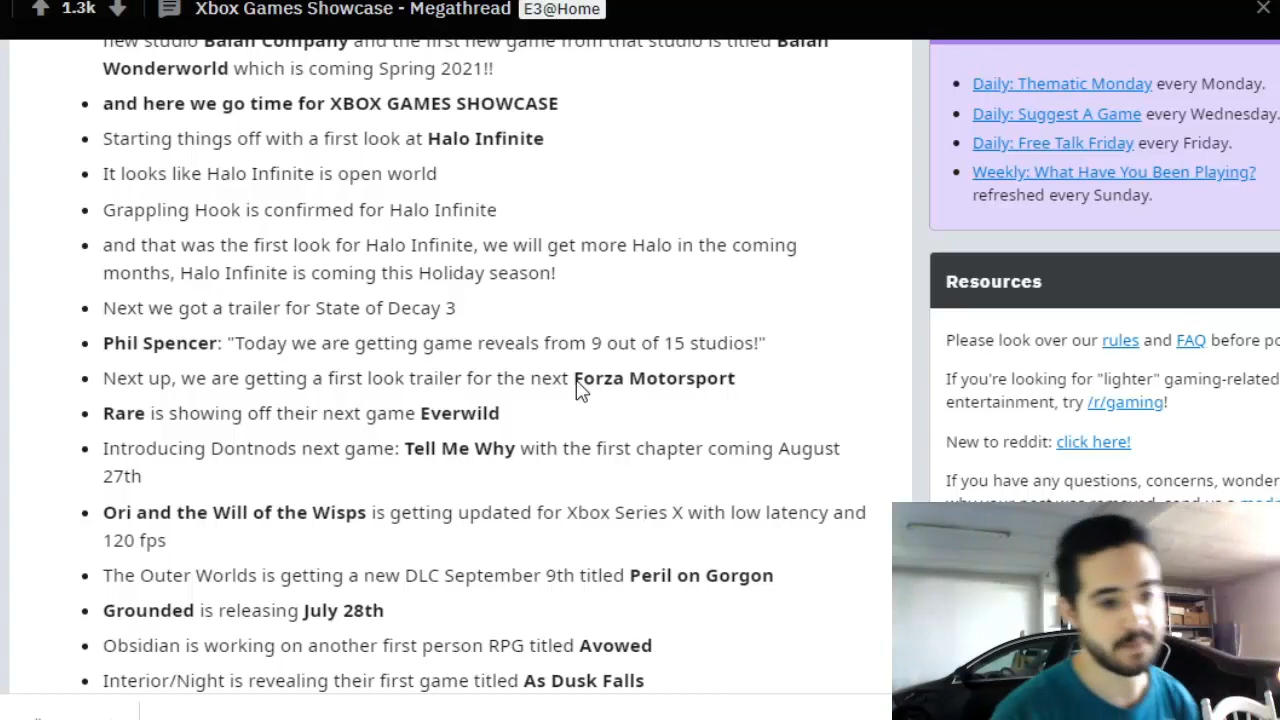 1.3k Xbox Games Showcase - Megathread E3@Home
new studio Balan Company and the first new game from that studio is titled Balan
Wonderworld which is coming Spring 2021!!
and here we go time for XBOX GAMES SHOWCASE
Starting things off with a first look at Halo Infinite
It looks like Halo Infinite is open world
Grappling Hook is confirmed for Halo Infinite
and that was the first look for Halo Infinite, we will get more Halo in the coming
months, Halo Infinite is coming this Holiday season!
Next we got a trailer for State of Decay 3
Phil Spencer: "Today we are getting game reveals from 9 out of 15 studios!"
Next up, we are getting a first look trailer for the next Forza Motorsport
Rare is showing off their next game Everwild
Introducing Dontnods next game: Tell Me Why with the first chapter coming August
27th
Ori and the Will of the Wisps is getting updated for Xbox Series X with low latency and
120 fps
The Outer Worlds is getting a new DLC September 9th titled Peril on Gorgon
Grounded is releasing July 28th
Obsidian is working on another first person RPG titled Avowed
Interior/Night is revealing their first game titled As Dusk Falls
Daily: Thematic Monday every Monday.
Daily: Suggest A Game every Wednesday.
Daily: Free Talk Friday every Friday.
Weekly: What Have You Been Playing?
refreshed every Sunday.
Resources
Please look over our rules and FAQ before po
If you're looking for "lighter" gaming-related
entertainment, try /r/gaming!
New to reddit: click here!
If you have any questions, concerns, wonder